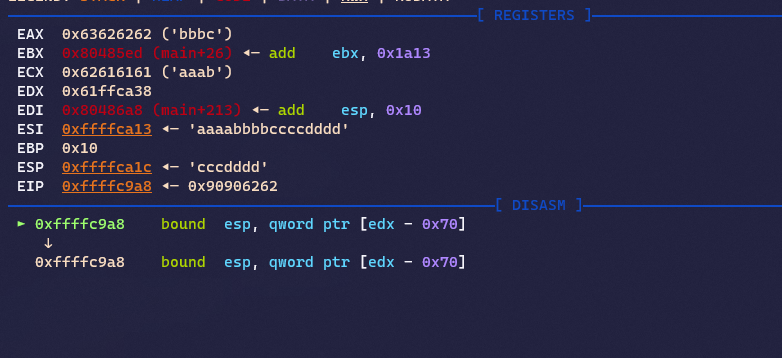 [ REGISTERS ]
EAX 0x63626262 ('bbbc')
EBX 0x80485ed (main+26) ◂— add ebx, 0x1a13
ECX 0x62616161 ('aaab')
EDX 0x61ffca38
EDI 0x80486a8 (main+213) ◂— add esp, 0x10
ESI 0xffffca13 ◂— 'aaaabbbbccccdddd'
EBP 0x10
ESP 0xffffca1c ◂— 'cccdddd'
EIP 0xffffc9a8 ◂— 0x90906262
[ DISASM ]
► 0xffffc9a8 bound esp, qword ptr [edx - 0x70]
↓
0xffffc9a8 bound esp, qword ptr [edx - 0x70]